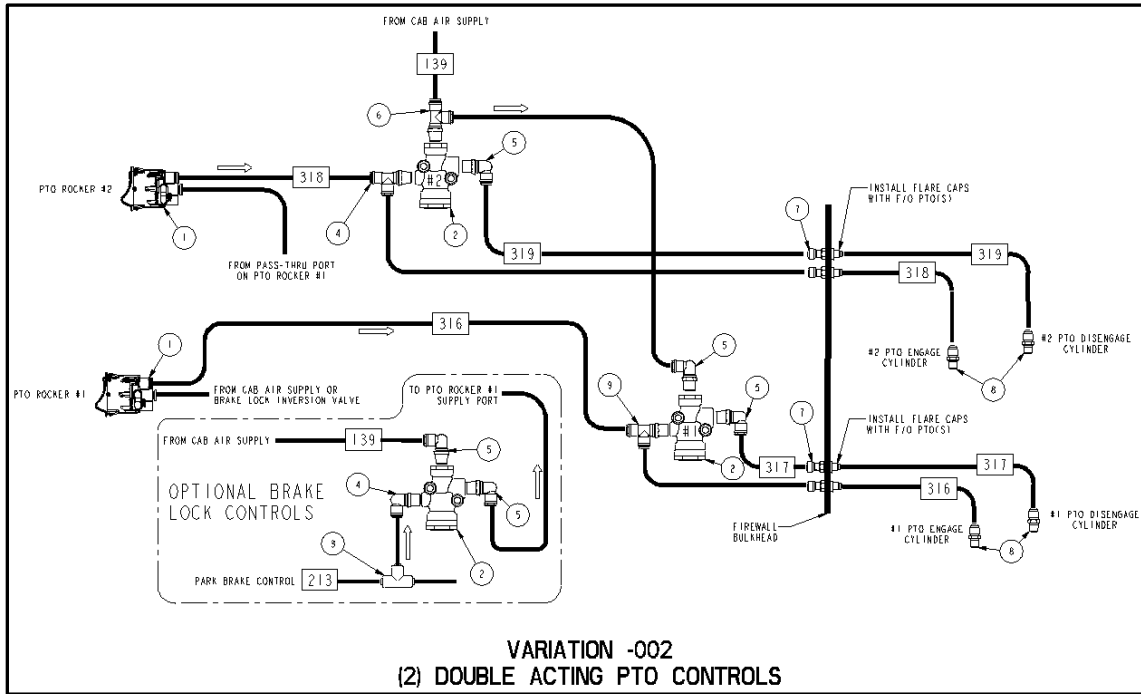 FROM CAB AIR SUPPLY
139
6
5
PTO ROCKER #2
318
#2
1
4
2
INSTALL FLARE CAPS
WITH F/O PTO(S)
7
FROM PASS-THRU PORT
ON PTO ROCKER #1
319
319
318
316
1
5
#2 PTO DISENGAGE
CYLINDER
#2 PTO ENGAGE
CYLINDER
8
PTO ROCKER #1
FROM CAB AIR SUPPLY OR
BRAKE LOCK INVERSION VALVE
TO PTO ROCKER #1
SUPPLY PORT
9
5
#1
7
INSTALL FLARE CAPS
WITH F/O PTO(S)
FROM CAB AIR SUPPLY
139
5
2
317
317
316
OPTIONAL BRAKE
LOCK CONTROLS
4
5
FIREWALL
BULKHEAD
#1 PTO ENGAGE
CYLINDER
#1 PTO DISENGAGE
CYLINDER
8
3
2
PARK BRAKE CONTROL
213
VARIATION -002
(2) DOUBLE ACTING PTO CONTROLS